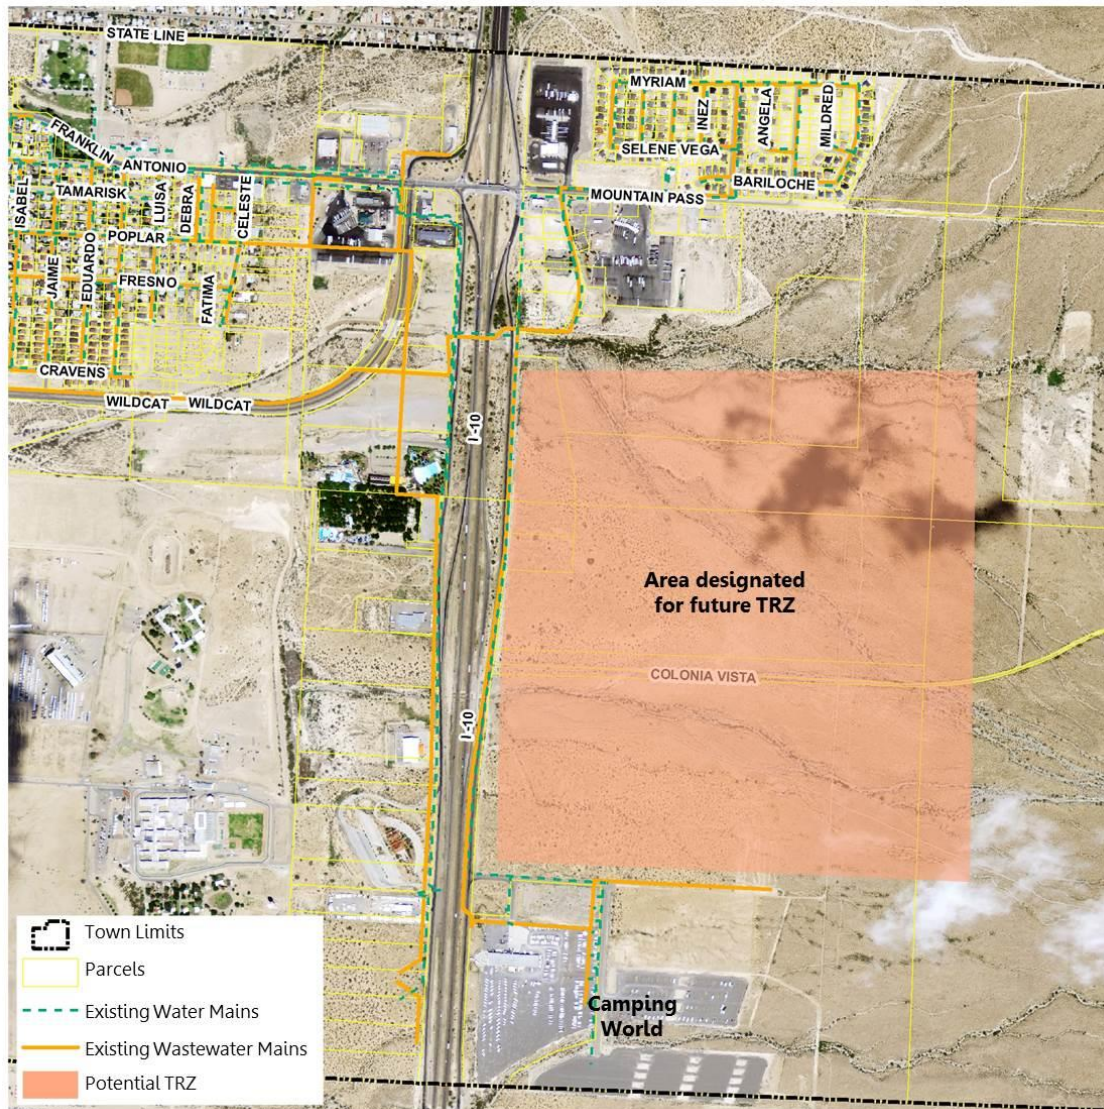 STATE LINE
MYRIAM
INEZ
ANGELA
MILDRED
SELENE VEGA
BARILOCHE
MOUNTAIN PASS
FRANKLIN
ANTONIO
ISABEL
TAMARISK
LUISA
DEBRA
CELESTE
POPLAR
JAIME
EDUARDO
FRESNO
FATIMA
CRAVENS
WILDCAT
WILDCAT
I-10
Area designated
for future TRZ
COLONIA VISTA
I-10
Camping
World
Town Limits
Parcels
Existing Water Mains
Existing Wastewater Mains
Potential TRZ